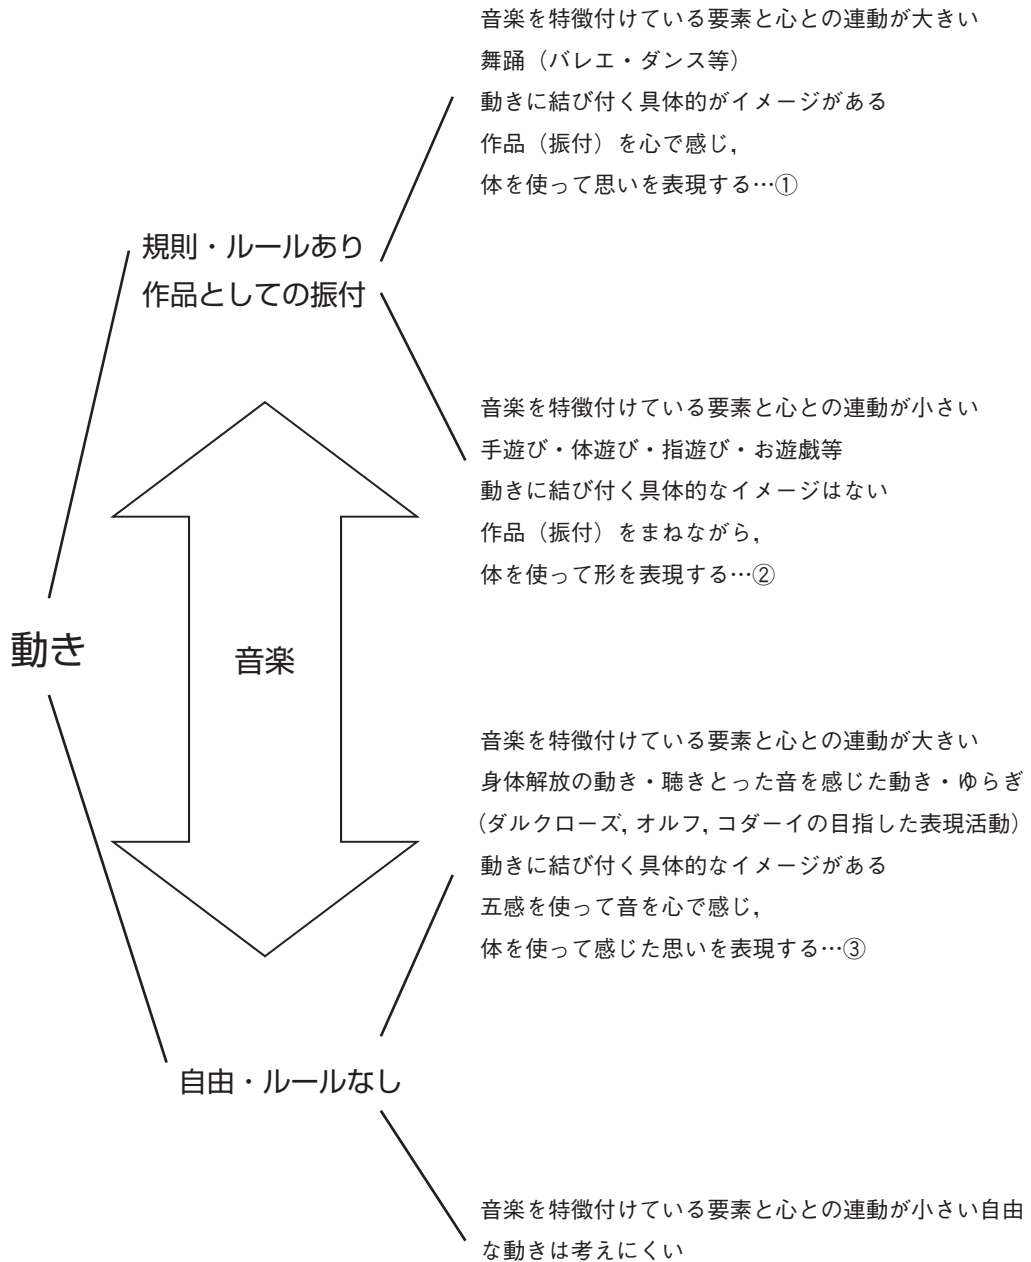 音楽を特徴付けている要素と心との連動が大きい
舞踊（バレエ・ダンス等）
動きに結び付く具体的がイメージがある
作品（振付）を心で感じ，
体を使って思いを表現する…①
規則・ルールあり
作品としての振付
音楽を特徴付けている要素と心との連動が小さい
手遊び・体遊び・指遊び・お遊戯等
動きに結び付く具体的なイメージはない
作品（振付）をまねながら，
体を使って形を表現する…②
動き
音楽
音楽を特徴付けている要素と心との連動が大きい
身体解放の動き・聴きとった音を感じた動き・ゆらぎ
（ダルクローズ，オルフ，コダーイの目指した表現活動）
動きに結び付く具体的なイメージがある
五感を使って音を心で感じ，
体を使って感じた思いを表現する…③
自由・ルールなし
音楽を特徴付けている要素と心との連動が小さい自由
な動きは考えにくい